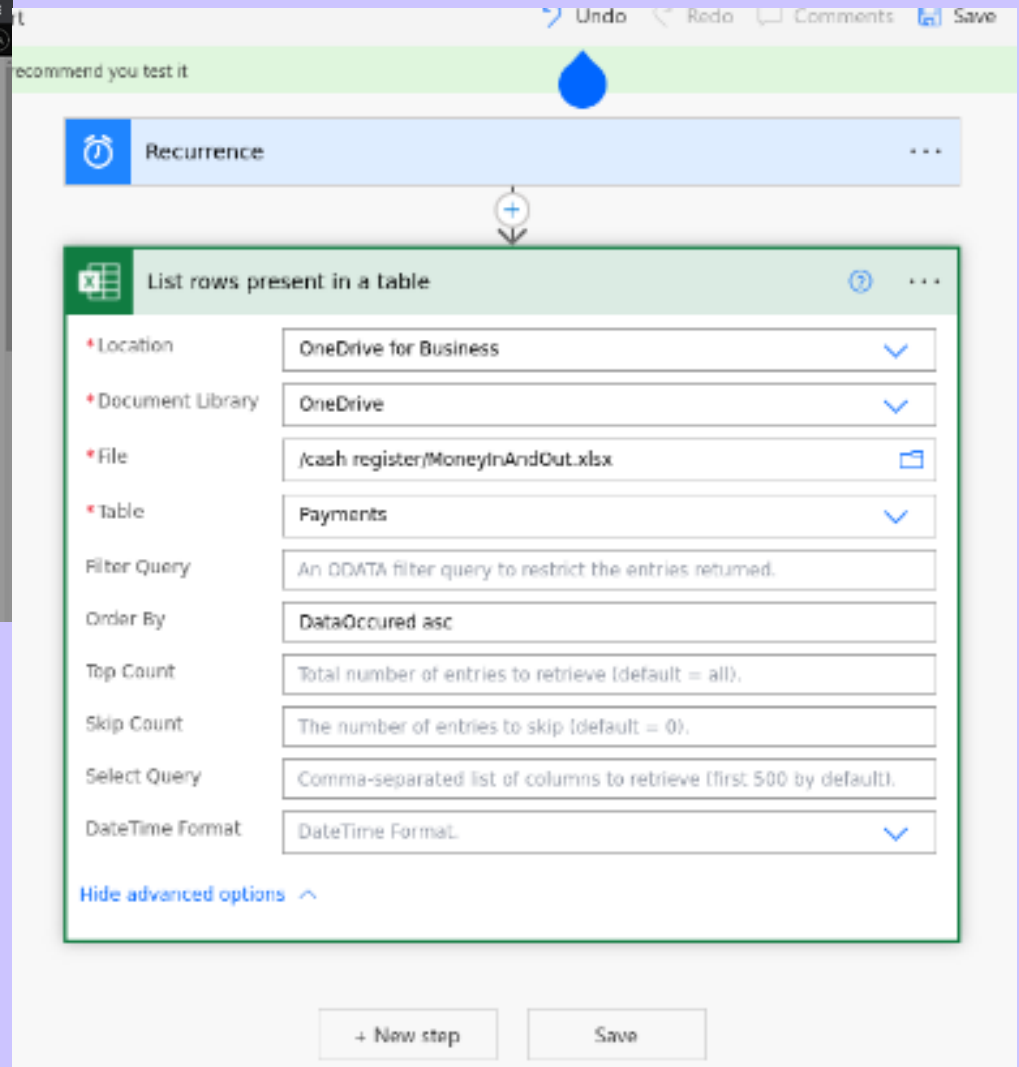 rt Undo Redo Comments Save
recommend you test it
Recurrence
List rows present in a table
*Location OneDrive for Business
*Document Library OneDrive
*File /cash register/MoneyInAndOut.xlsx
*Table Payments
Filter Query An ODATA filter query to restrict the entries returned.
Order By DataOccured asc
Top Count Total number of entries to retrieve (default = all).
Skip Count The number of entries to skip (default = 0).
Select Query Comma-separated list of columns to retrieve (first 500 by default).
DateTime Format DateTime Format.
Hide advanced options
+ New step Save